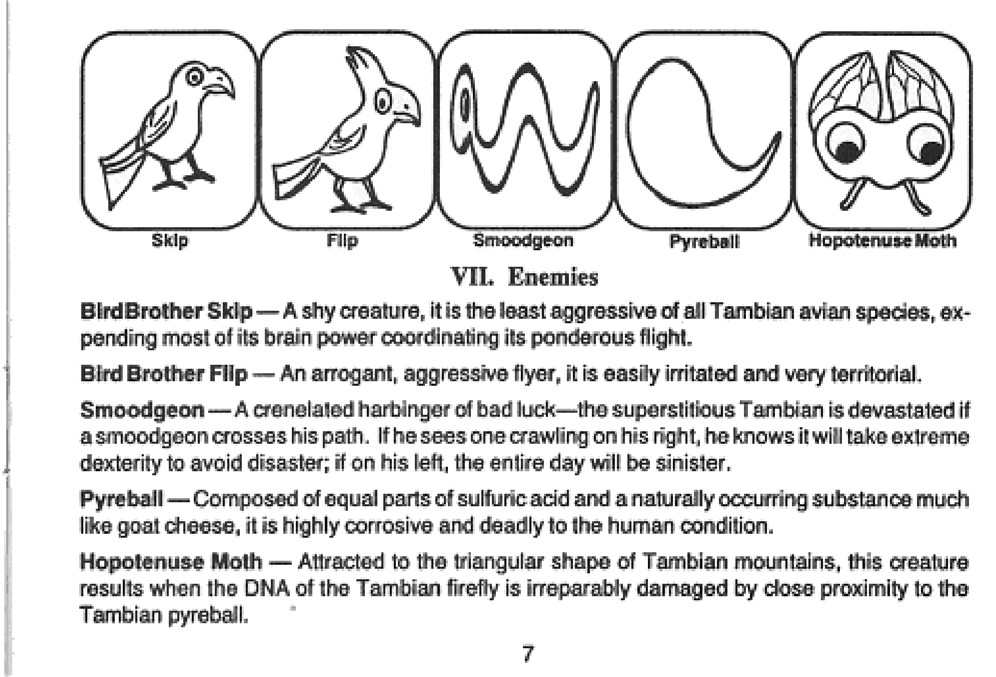 Skip Flip Smoodgeon Pyreball Hopotenuse Moth
VII. Enemies
Bird Brother Skip — A shy creature, it is the least aggressive of all Tambian avian species, ex-
pending most of its brain power coordinating its ponderous flight.
Bird Brother Flip — An arrogant, aggressive flyer, it is easily irritated and very territorial.
Smoodgeon — A crenelated harbinger of bad luck—the superstitious Tambian is devastated if
a smoodgeon crosses his path. If he sees one crawling on his right, he knows it will take extreme
dexterity to avoid disaster; if on his left, the entire day will be sinister.
Pyreball — Composed of equal parts of sulfuric acid and a naturally occurring substance much
like goat cheese, it is highly corrosive and deadly to the human condition.
Hopotenuse Moth — Attracted to the triangular shape of Tambian mountains, this creature
results when the DNA of the Tambian firefly is irreparably damaged by close proximity to the
Tambian pyreball.
7